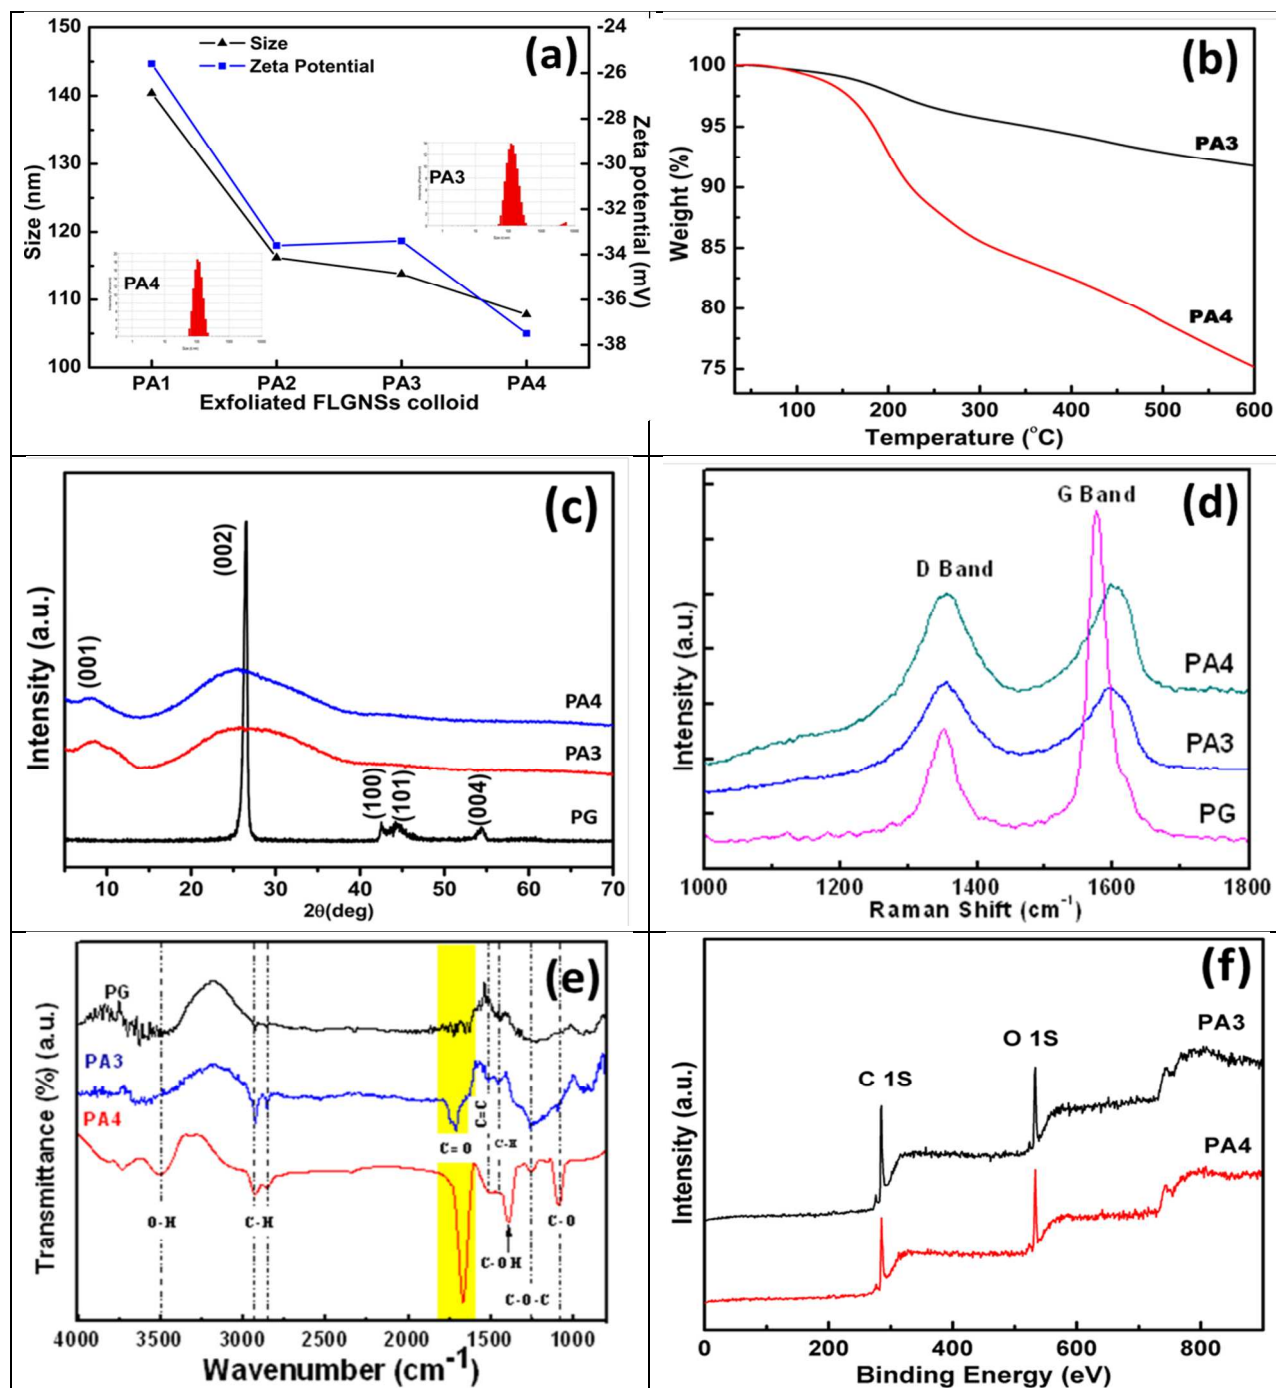 (a)
Size
Zeta Potential
150
140
130
120
110
100
Size (nm)
-24
-26
-28
-30
-32
-34
-36
-38
Zeta potential (mV)
PA3
PA4
PA1 PA2 PA3 PA4
Exfoliated FLGNSs colloid
(b)
100
95
90
85
80
75
Weight (%)
PA3
PA4
100 200 300 400 500 600
Temperature (°C)
(c)
(001)
(002)
(100)
(101)
(004)
PA4
PA3
PG
Intensity (a.u.)
10 20 30 40 50 60 70
2θ(deg)
(d)
G Band
D Band
PA4
PA3
PG
Intensity (a.u.)
1000 1200 1400 1600 1800
Raman Shift (cm⁻¹)
(e)
PG
PA3
PA4
C=C
C-H
C=O
O-H
C-H
C-O
C-OH
C-O-C
Transmittance (%) (a.u.)
4000 3500 3000 2500 2000 1500 1000
Wavenumber (cm⁻¹)
(f)
PA3
O 1S
C 1S
PA4
Intensity (a.u.)
0 200 400 600 800
Binding Energy (eV)